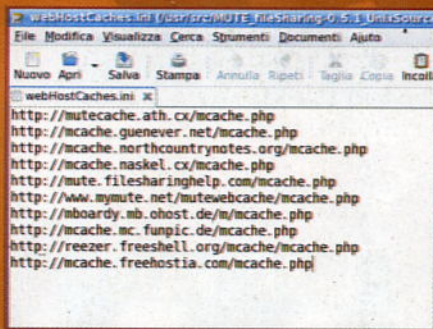 webHostCaches.ini (/usr/src/MUTE_fileSharing-0.5.1_UnixSource
File Modifica Visualizza Cerca Strumenti Documenti Aiuto
Nuovo Apri Salva Stampa Annulla Ripeti Taglia Copia Incoll
webHostCaches.ini
http://mutecache.ath.cx/mcache.php
http://mcache.guenever.net/mcache.php
http://mcache.northcountrynotes.org/mcache.php
http://mcache.naskel.cx/mcache.php
http://mute.filesharinghelp.com/mcache.php
http://www.mymute.net/mutewebcache/mcache.php
http://mboardy.mb.ohost.de/m/mcache.php
http://mcache.mc.funpic.de/mcache.php
http://reezer.freeshell.org/mcache/mcache.php
http://mcache.freehostia.com/mcache.php